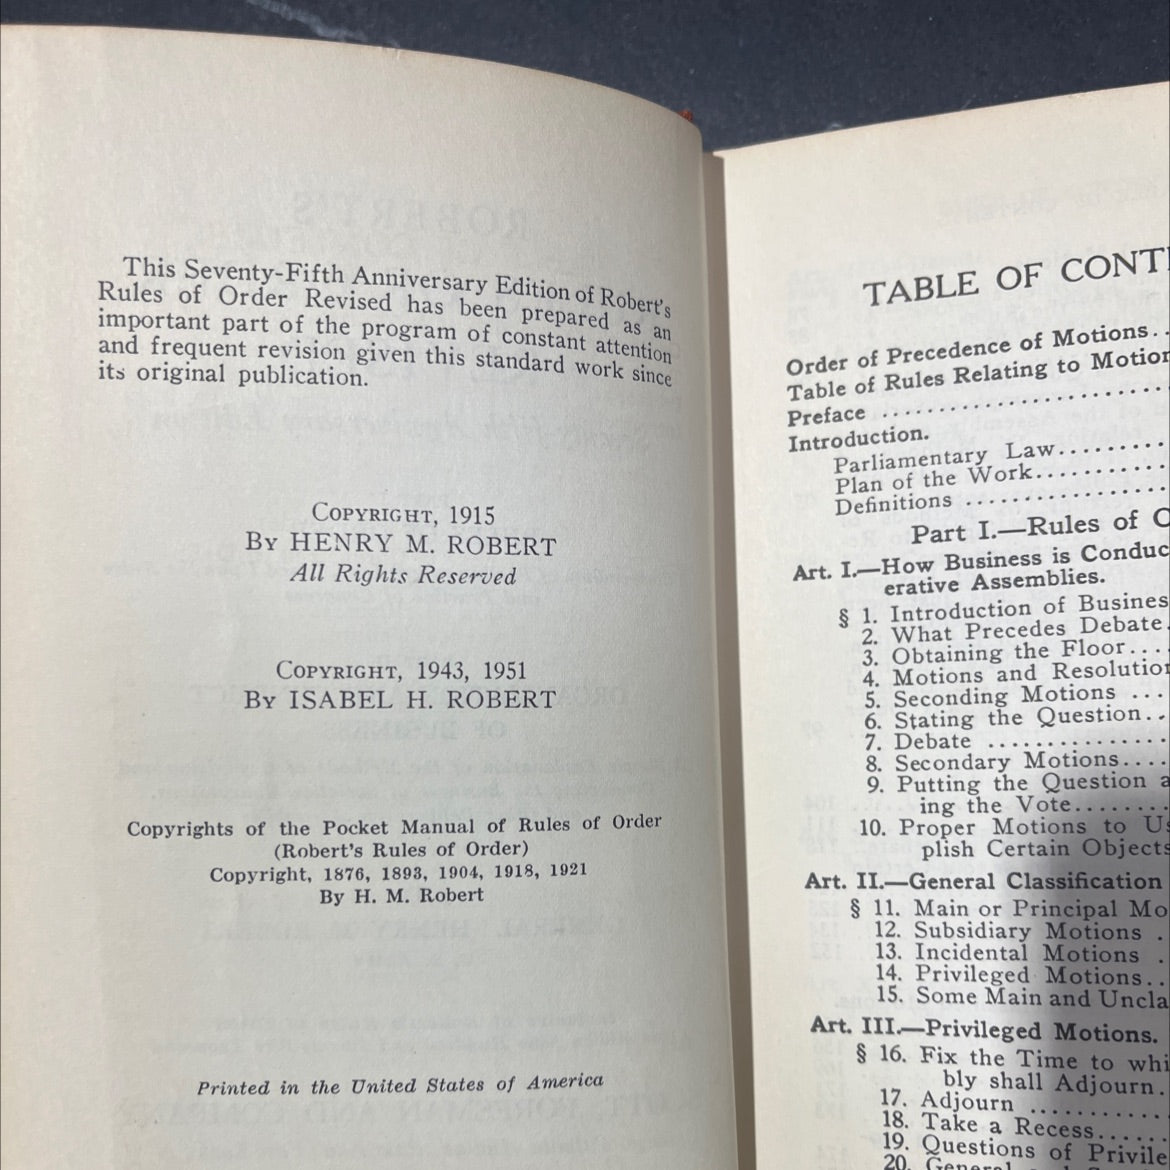 This Seventy-Fifth Anniversary Edition of Robert's
Rules of Order Revised has been prepared as an
important part of the program of constant attention
and frequent revision given this standard work since
its original publication.
Copyright, 1915
By HENRY M. ROBERT
All Rights Reserved
Copyright, 1943, 1951
By ISABEL H. ROBERT
Copyrights of the Pocket Manual of Rules of Order
(Robert's Rules of Order)
Copyright, 1876, 1893, 1904, 1918, 1921
By H. M. Robert
Printed in the United States of America
TABLE OF CONT
Order of Precedence of Motions..
Table of Rules Relating to Motion
Preface ....................
Introduction.
Parliamentary Law.........
Plan of the Work...........
Definitions ................
Part I.—Rules of O
Art. I.—How Business is Conduc
erative Assemblies.
§ 1. Introduction of Busines
2. What Precedes Debate.
3. Obtaining the Floor....
4. Motions and Resolution
5. Seconding Motions ...
6. Stating the Question..
7. Debate ..............
8. Secondary Motions....
9. Putting the Question a
ing the Vote........
10. Proper Motions to Us
plish Certain Objects
Art. II.—General Classification
§ 11. Main or Principal Mo
12. Subsidiary Motions .
13. Incidental Motions .
14. Privileged Motions..
15. Some Main and Uncla
Art. III.—Privileged Motions.
§ 16. Fix the Time to whi
bly shall Adjourn.
17. Adjourn ...........
18. Take a Recess......
19. Questions of Privile
20. General